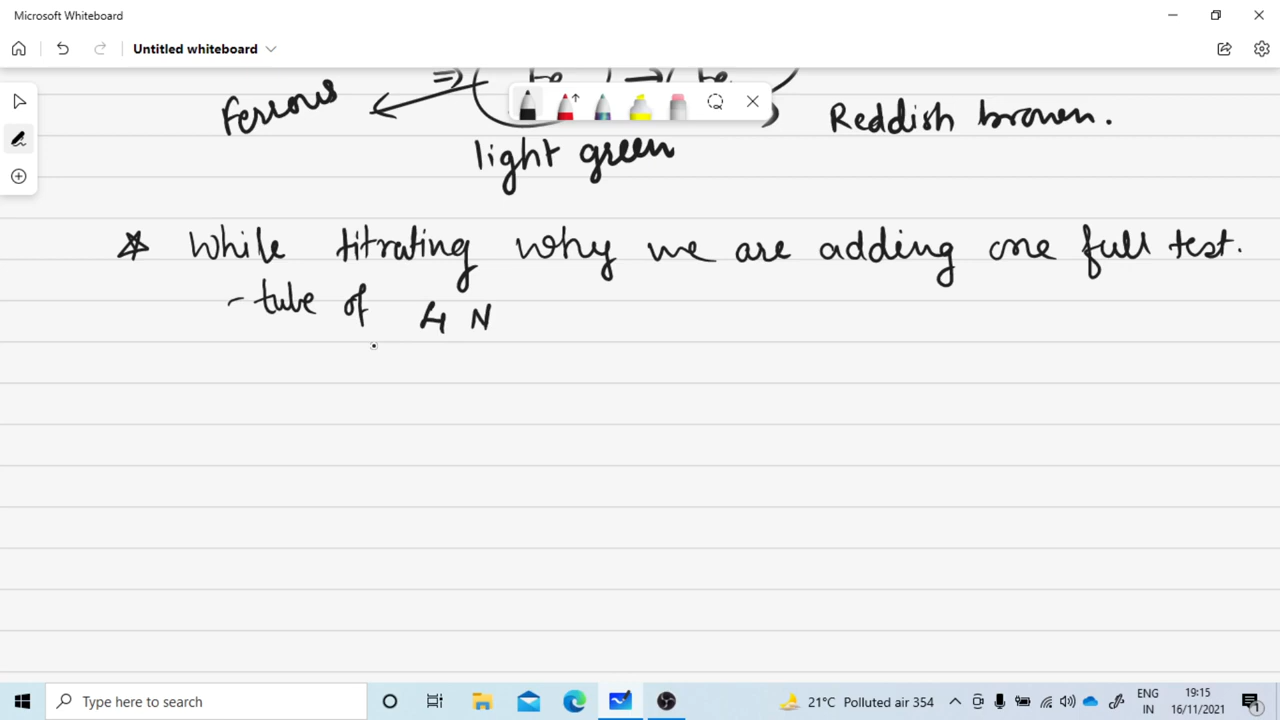 Microsoft Whiteboard
Untitled whiteboard
Ferrous
Reddish brown.
light green
While titrating why we are adding one full test.
- tube of 4 N
Type here to search
21°C Polluted air 354
ENG
IN
19:15
16/11/2021
1